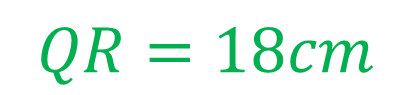 QR = 18cm